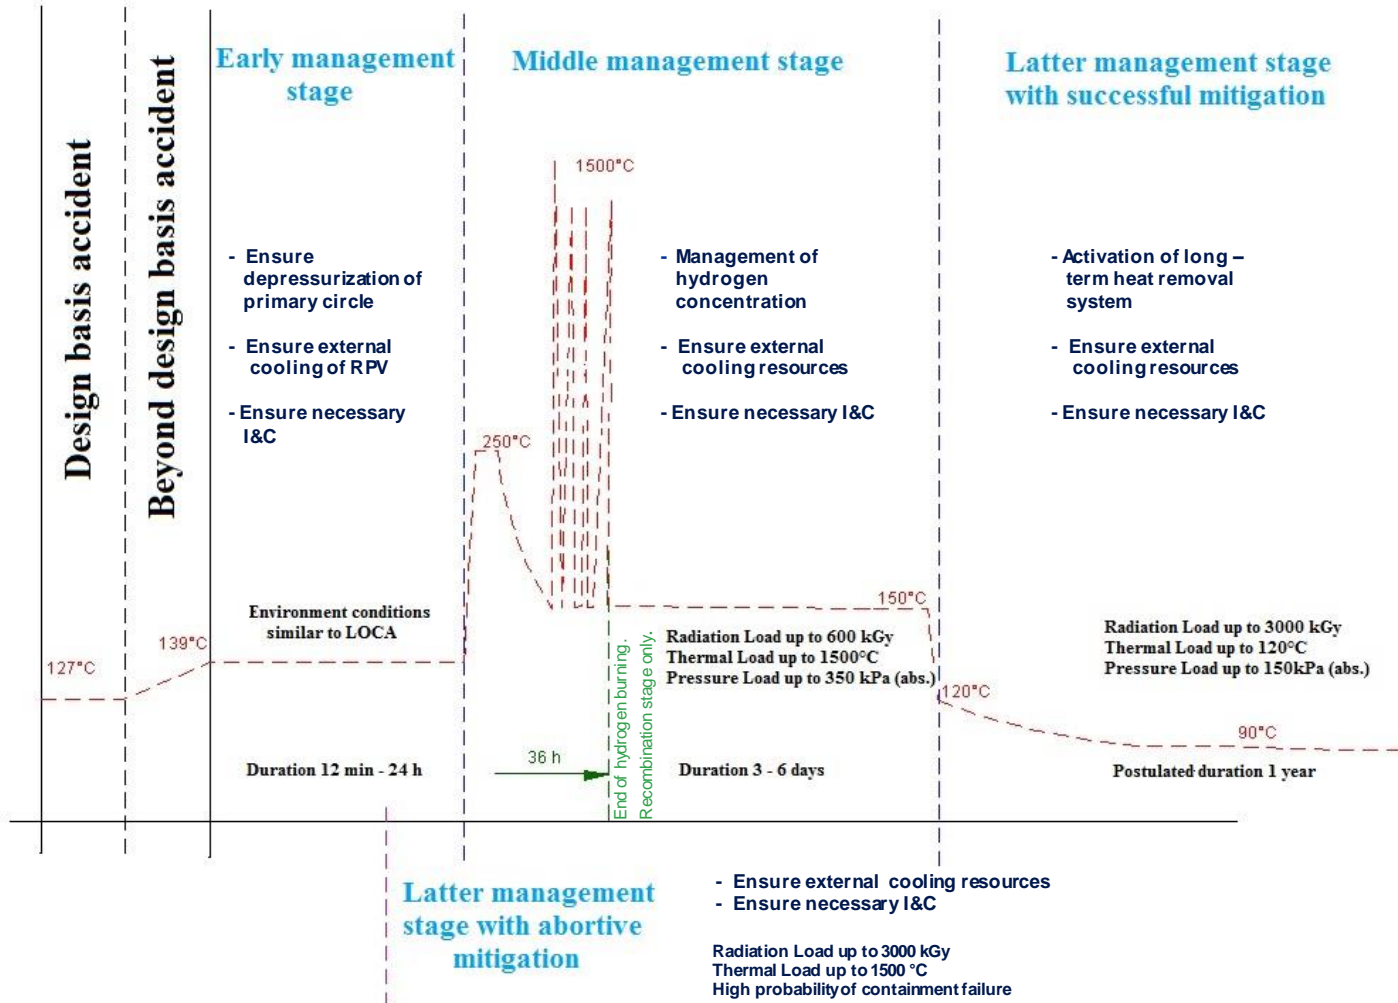 Design basis accident
Beyond design basis accident
Early management
stage
Middle management stage
Latter management stage
with successful mitigation
1500°C
- Ensure
depressurization of
primary circle
- Ensure external
cooling of RPV
- Ensure necessary
I&C
- Management of
hydrogen
concentration
- Ensure external
cooling resources
- Ensure necessary I&C
- Activation of long –
term heat removal
system
- Ensure external
cooling resources
- Ensure necessary I&C
250°C
127°C
139°C
Environment conditions
similar to LOCA
150°C
Radiation Load up to 600 kGy
Thermal Load up to 1500°C
Pressure Load up to 350 kPa (abs.)
120°C
Radiation Load up to 3000 kGy
Thermal Load up to 120°C
Pressure Load up to 150kPa (abs.)
90°C
Duration 12 min - 24 h
36 h
End of hydrogen burning.
Recombination stage only.
Duration 3 - 6 days
Postulated duration 1 year
Latter management
stage with abortive
mitigation
- Ensure external cooling resources
- Ensure necessary I&C
Radiation Load up to 3000 kGy
Thermal Load up to 1500 °C
High probability of containment failure